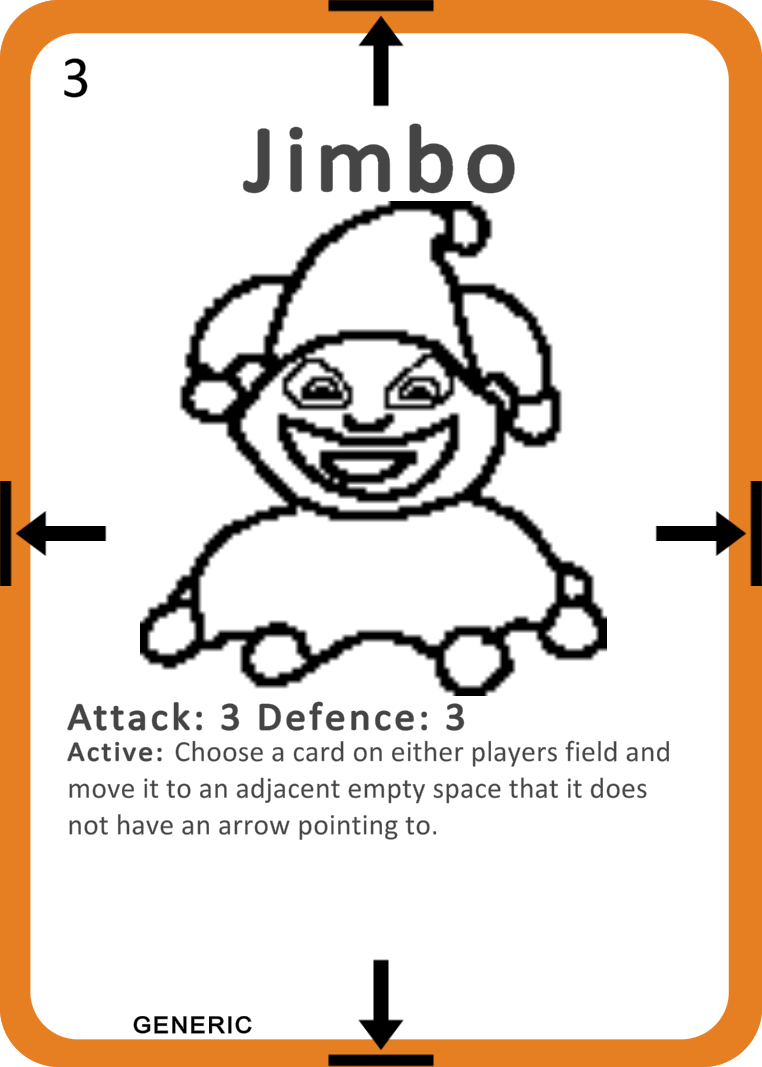 3
Jimbo
Attack: 3 Defence: 3
Active: Choose a card on either players field and
move it to an adjacent empty space that it does
not have an arrow pointing to.
GENERIC